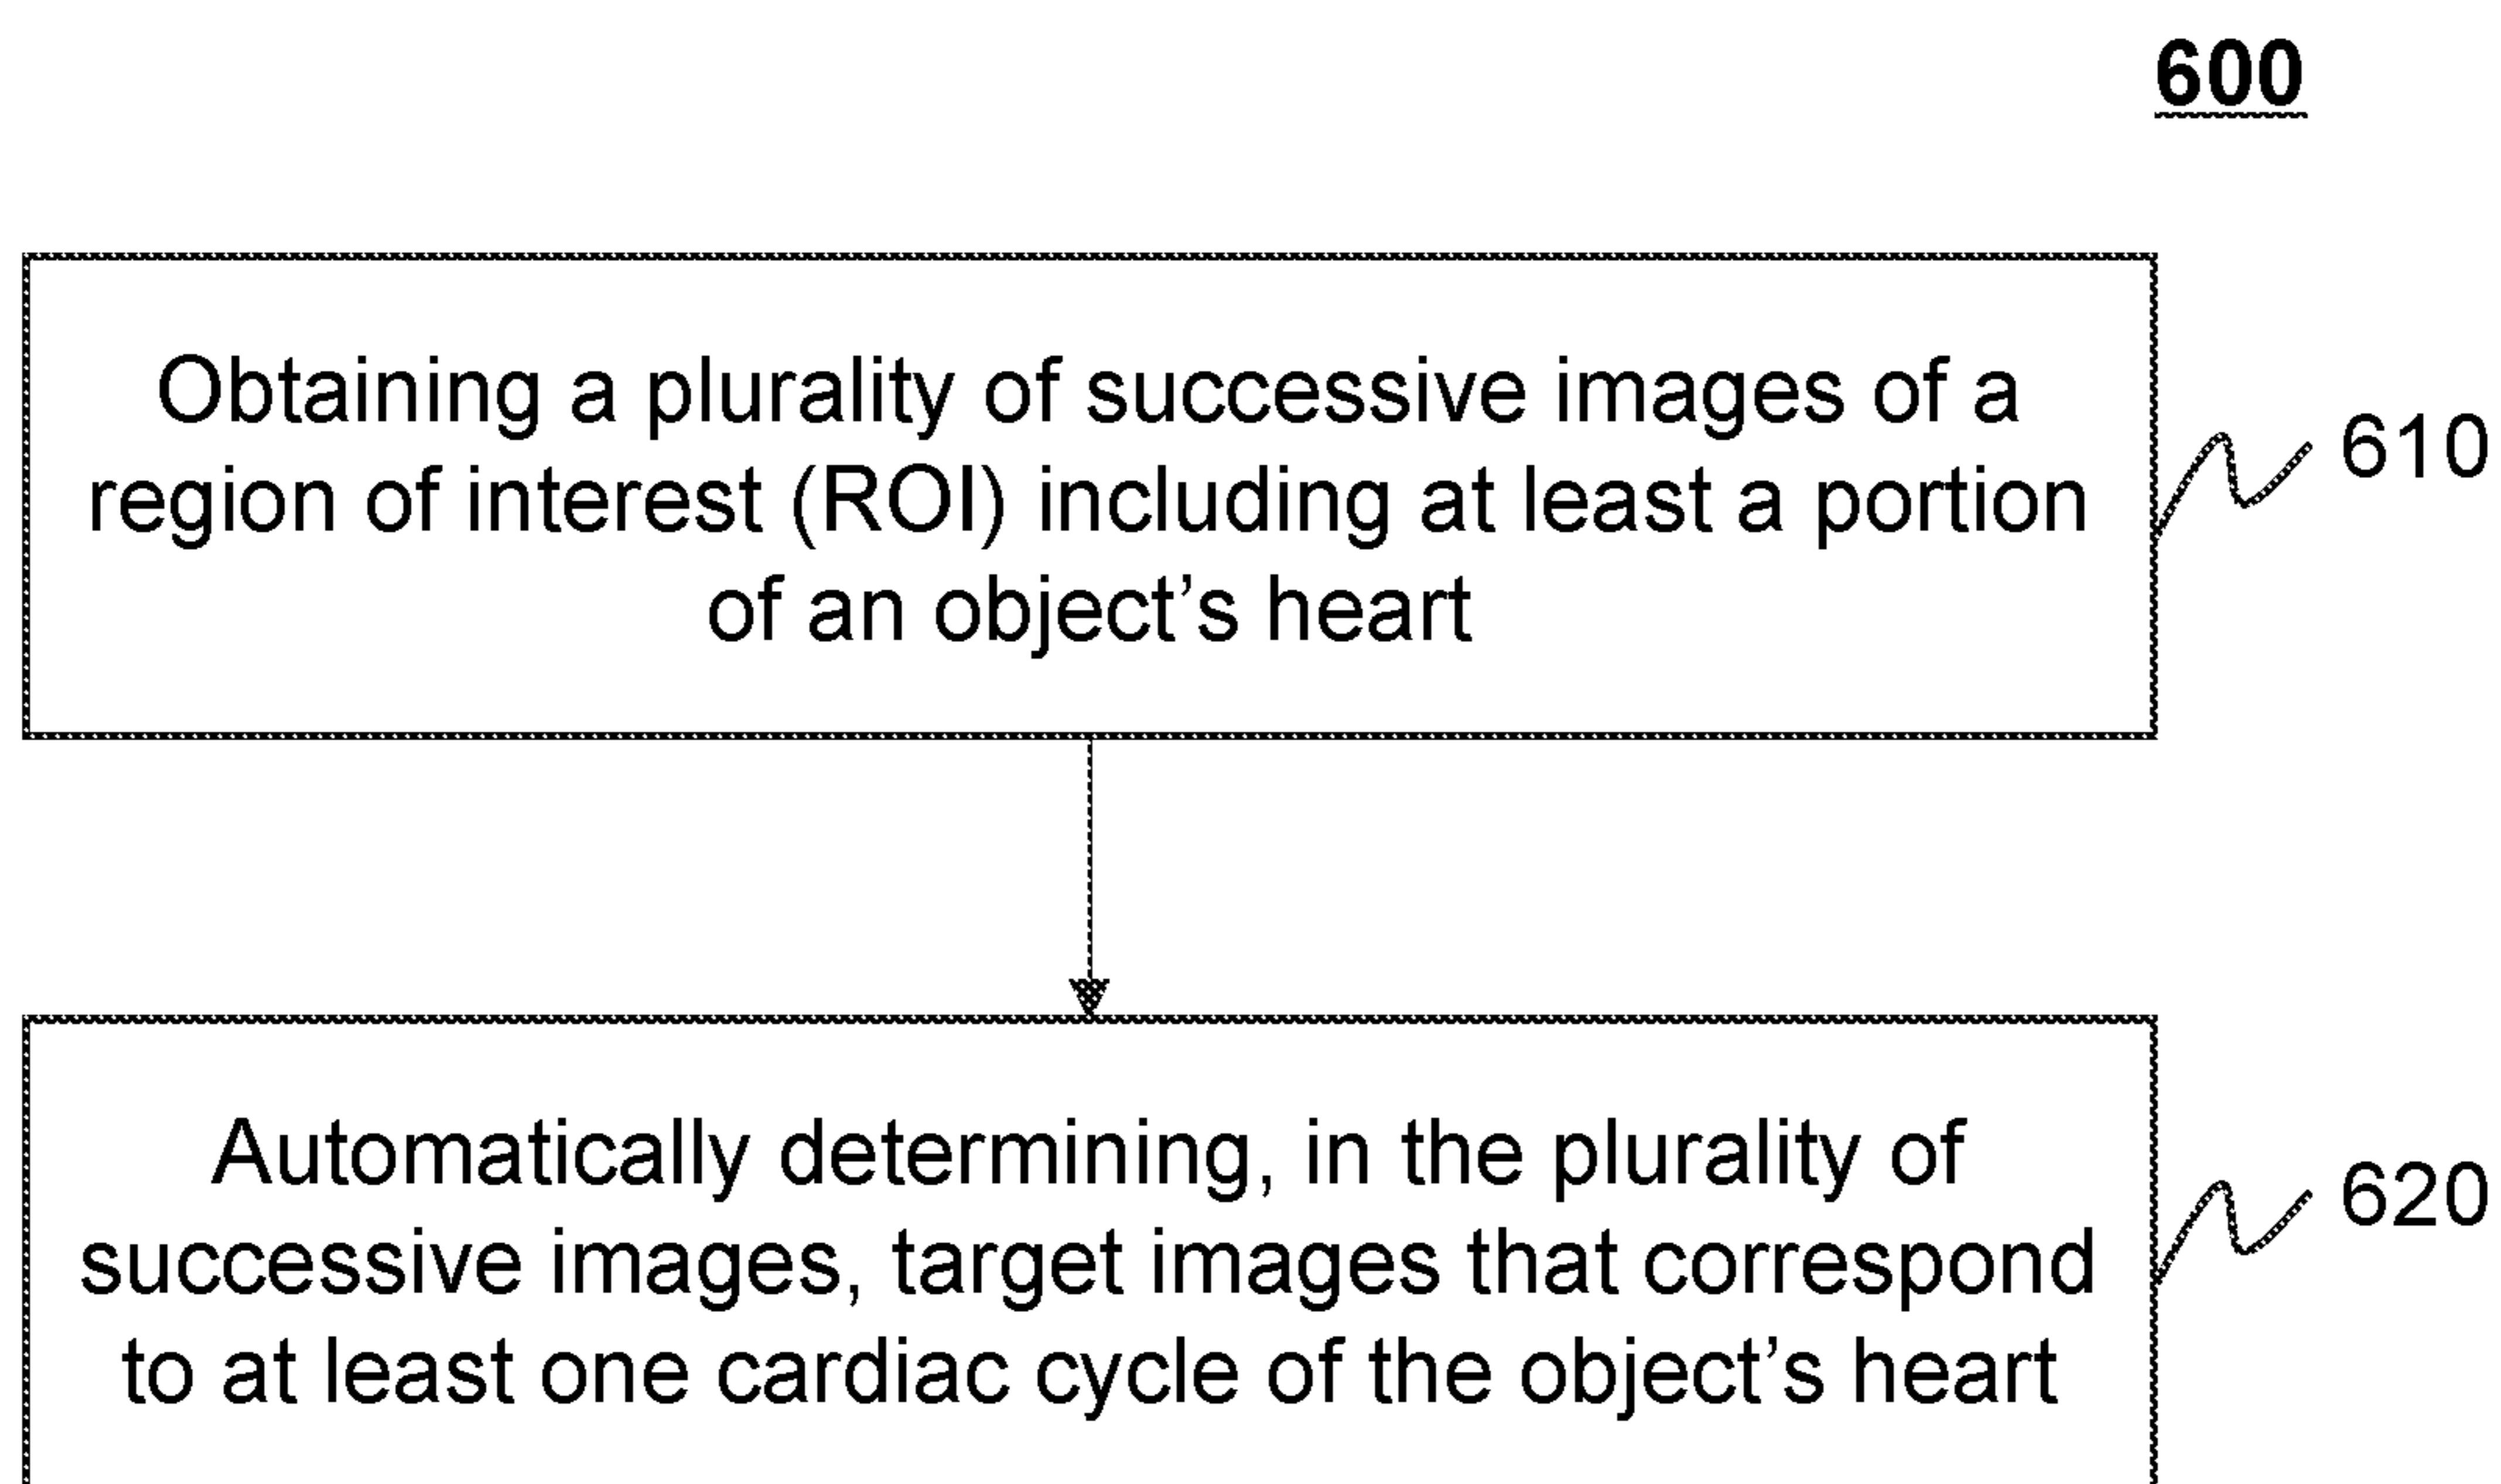 600
Obtaining a plurality of successive images of a
region of interest (ROI) including at least a portion
of an object’s heart
610
Automatically determining, in the plurality of
successive images, target images that correspond
to at least one cardiac cycle of the object’s heart
620